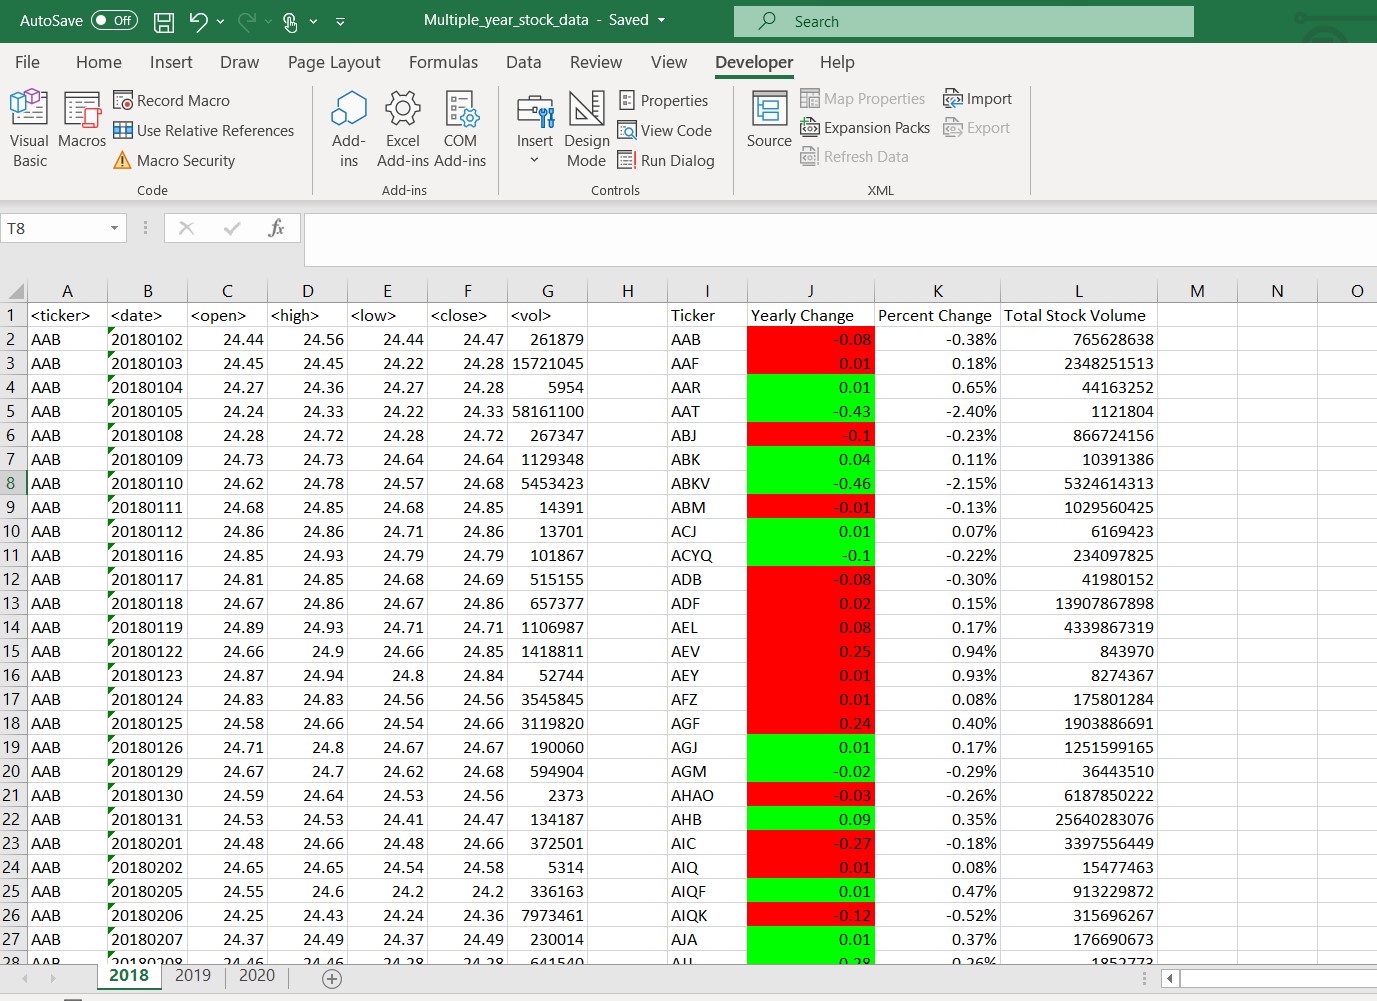 AutoSave Off Multiple_year_stock_data - Saved Search
File Home Insert Draw Page Layout Formulas Data Review View Developer Help
Visual Basic
Macros
Record Macro
Use Relative References
Macro Security
Code
Add-ins
Excel Add-ins
COM Add-ins
Add-ins
Insert
Design Mode
Properties
View Code
Run Dialog
Controls
Source
Map Properties
Expansion Packs
Refresh Data
Import
Export
XML
T8 fx
A B C D E F G H I J K L M N O
1 <ticker> <date> <open> <high> <low> <close> <vol> Ticker Yearly Change Percent Change Total Stock Volume
2 AAB 20180102 24.44 24.56 24.44 24.47 261879 AAB -0.08 -0.38% 765628638
3 AAB 20180103 24.45 24.45 24.22 24.28 15721045 AAF 0.01 0.18% 2348251513
4 AAB 20180104 24.27 24.36 24.27 24.28 5954 AAR 0.01 0.65% 44163252
5 AAB 20180105 24.24 24.33 24.22 24.33 58161100 AAT -0.43 -2.40% 1121804
6 AAB 20180108 24.28 24.72 24.28 24.72 267347 ABJ -0.1 -0.23% 866724156
7 AAB 20180109 24.73 24.73 24.64 24.64 1129348 ABK 0.04 0.11% 10391386
8 AAB 20180110 24.62 24.78 24.57 24.68 5453423 ABKV -0.46 -2.15% 5324614313
9 AAB 20180111 24.68 24.85 24.68 24.85 14391 ABM -0.01 -0.13% 1029560425
10 AAB 20180112 24.86 24.86 24.71 24.86 13701 ACJ 0.01 0.07% 6169423
11 AAB 20180116 24.85 24.93 24.79 24.79 101867 ACYQ -0.1 -0.22% 234097825
12 AAB 20180117 24.81 24.85 24.68 24.69 515155 ADB -0.08 -0.30% 41980152
13 AAB 20180118 24.67 24.86 24.67 24.86 657377 ADF 0.02 0.15% 13907867898
14 AAB 20180119 24.89 24.93 24.71 24.71 1106987 AEL 0.08 0.17% 4339867319
15 AAB 20180122 24.66 24.9 24.66 24.85 1418811 AEV 0.25 0.94% 843970
16 AAB 20180123 24.87 24.94 24.8 24.84 52744 AEY 0.01 0.93% 8274367
17 AAB 20180124 24.83 24.83 24.56 24.56 3545845 AFZ 0.01 0.08% 175801284
18 AAB 20180125 24.58 24.66 24.54 24.66 3119820 AGF 0.24 0.40% 1903886691
19 AAB 20180126 24.71 24.8 24.67 24.67 190060 AGJ 0.01 0.17% 1251599165
20 AAB 20180129 24.67 24.7 24.62 24.68 594904 AGM -0.02 -0.29% 36443510
21 AAB 20180130 24.59 24.64 24.53 24.56 2373 AHAO -0.03 -0.26% 6187850222
22 AAB 20180131 24.53 24.53 24.41 24.47 134187 AHB 0.09 0.35% 25640283076
23 AAB 20180201 24.48 24.66 24.48 24.66 372501 AIC -0.27 -0.18% 3397556449
24 AAB 20180202 24.65 24.65 24.54 24.58 5314 AIQ 0.01 0.08% 15477463
25 AAB 20180205 24.55 24.6 24.2 24.2 336163 AIQF 0.01 0.47% 913229872
26 AAB 20180206 24.25 24.43 24.24 24.36 7973461 AIQK -0.12 -0.52% 315696267
27 AAB 20180207 24.37 24.49 24.37 24.49 230014 AJA 0.01 0.37% 176690673
28 AAB 20180208 24.46 24.46 24.28 24.28
2018 2019 2020